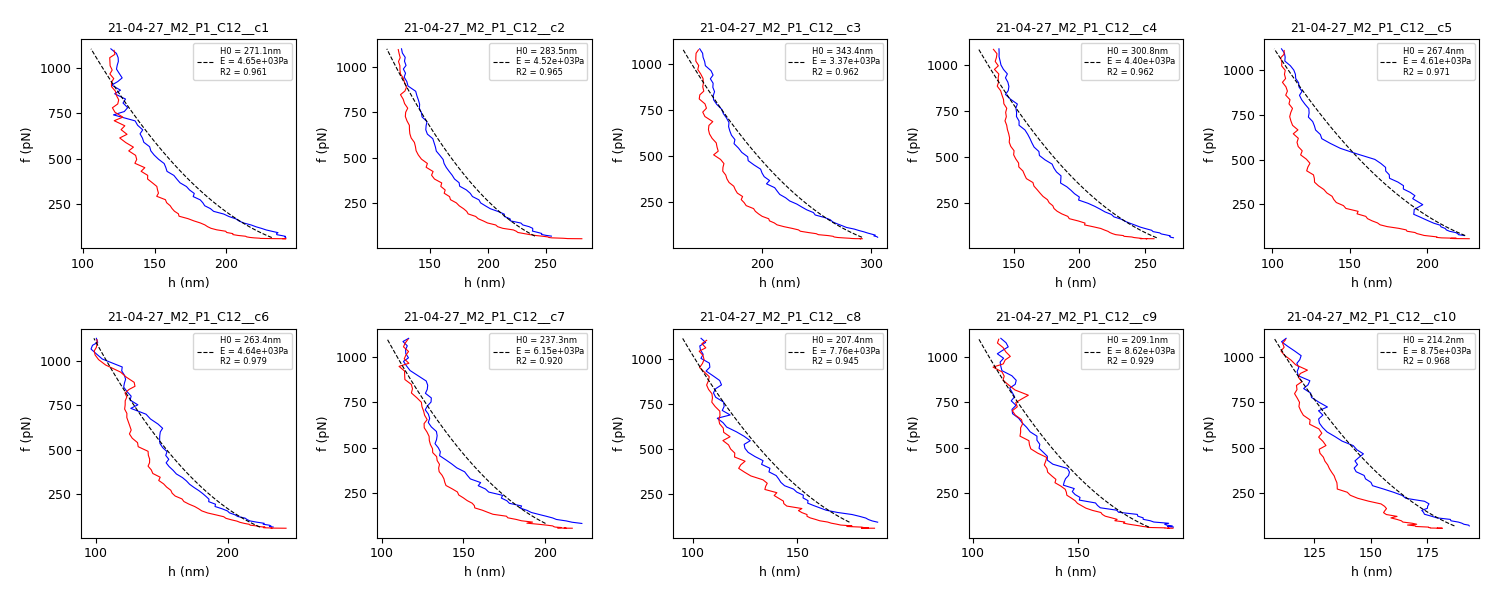 21-04-27_M2_P1_C12__c1
H0 = 271.1nm
E = 4.65e+03Pa
R2 = 0.961
1000
750
500
250
f (pN)
100 150 200
h (nm)
21-04-27_M2_P1_C12__c2
H0 = 283.5nm
E = 4.52e+03Pa
R2 = 0.965
1000
750
500
250
f (pN)
150 200 250
h (nm)
21-04-27_M2_P1_C12__c3
H0 = 343.4nm
E = 3.37e+03Pa
R2 = 0.962
1000
750
500
250
f (pN)
200 300
h (nm)
21-04-27_M2_P1_C12__c4
H0 = 300.8nm
E = 4.40e+03Pa
R2 = 0.962
1000
750
500
250
f (pN)
150 200 250
h (nm)
21-04-27_M2_P1_C12__c5
H0 = 267.4nm
E = 4.61e+03Pa
R2 = 0.971
1000
750
500
250
f (pN)
100 150 200
h (nm)
21-04-27_M2_P1_C12__c6
H0 = 263.4nm
E = 4.64e+03Pa
R2 = 0.979
1000
750
500
250
f (pN)
100 200
h (nm)
21-04-27_M2_P1_C12__c7
H0 = 237.3nm
E = 6.15e+03Pa
R2 = 0.920
1000
750
500
250
f (pN)
100 150 200
h (nm)
21-04-27_M2_P1_C12__c8
H0 = 207.4nm
E = 7.76e+03Pa
R2 = 0.945
1000
750
500
250
f (pN)
100 150
h (nm)
21-04-27_M2_P1_C12__c9
H0 = 209.1nm
E = 8.62e+03Pa
R2 = 0.929
1000
750
500
250
f (pN)
100 150
h (nm)
21-04-27_M2_P1_C12__c10
H0 = 214.2nm
E = 8.75e+03Pa
R2 = 0.968
1000
750
500
250
f (pN)
125 150 175
h (nm)